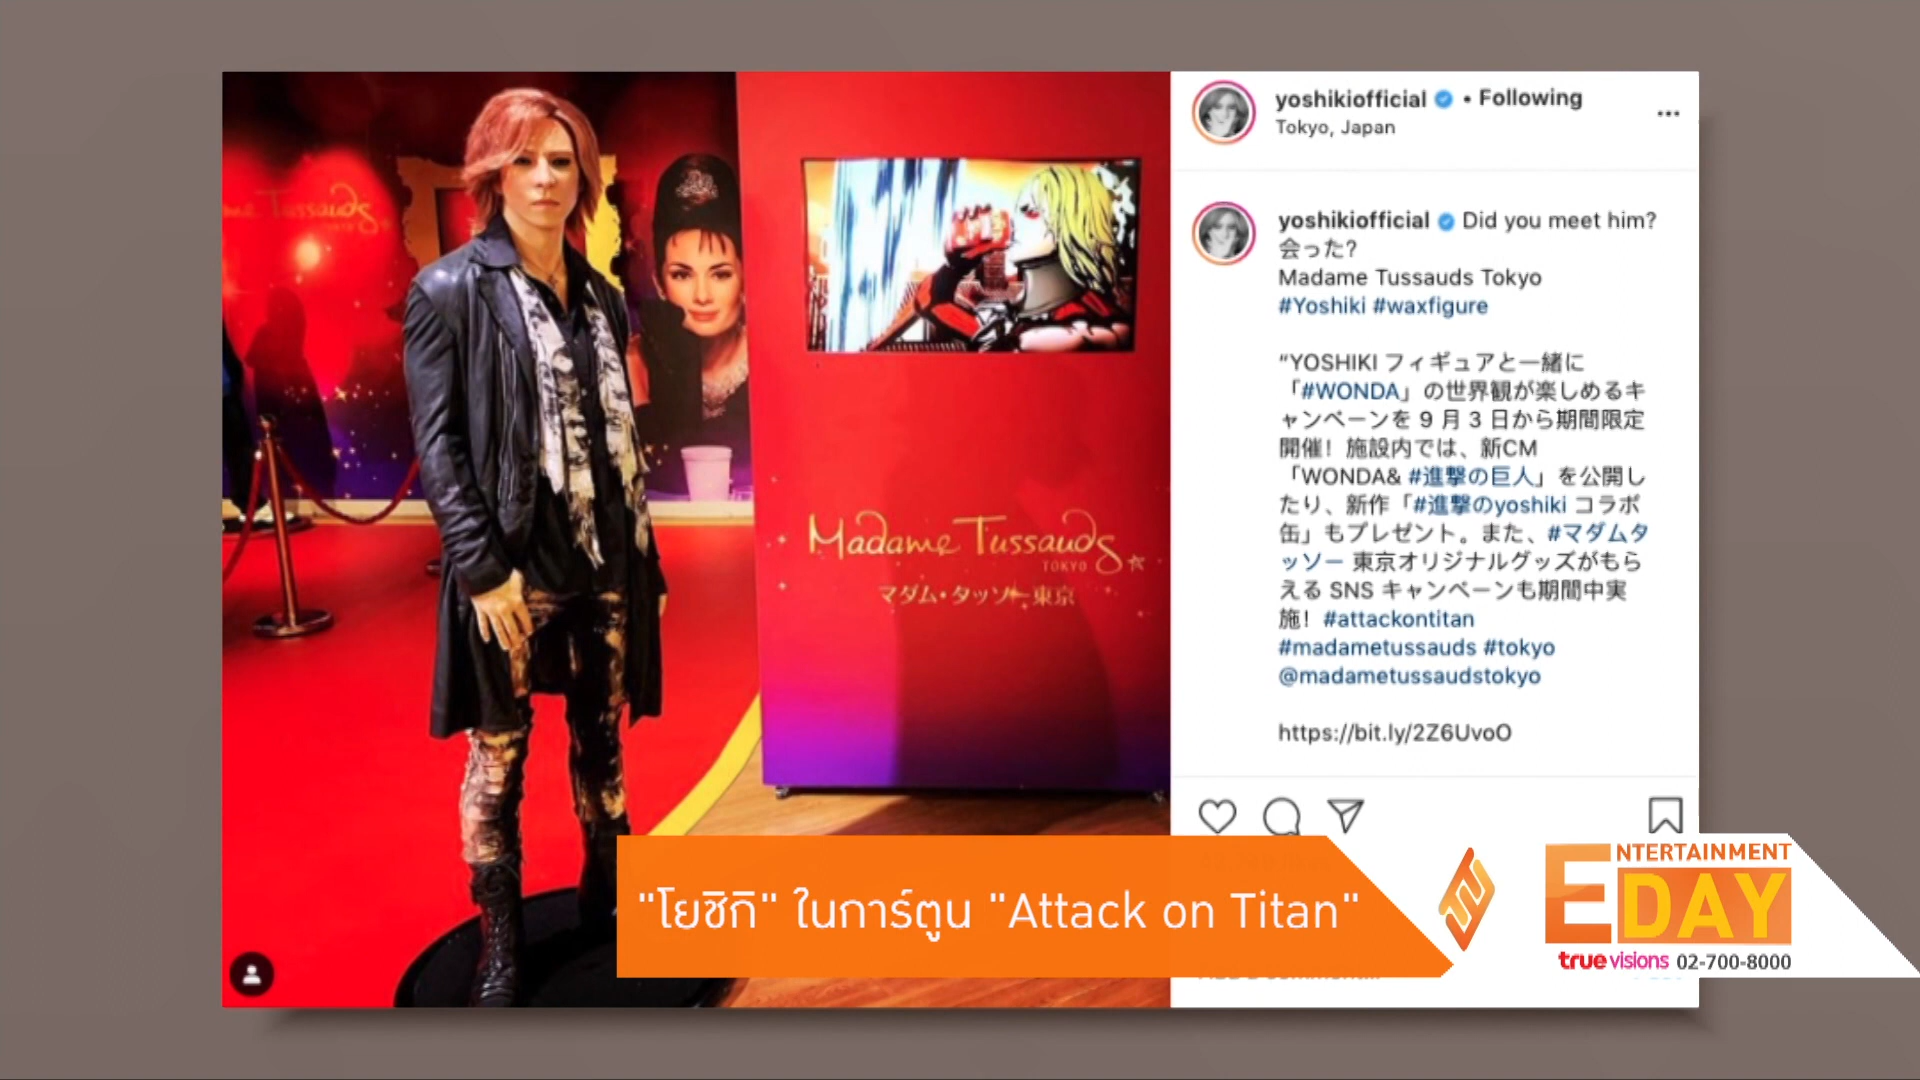 me Tussauds
Madame Tussauds
TOKYO
マダム・タッソー東京
yoshikiofficial • Following
Tokyo, Japan
yoshikiofficial Did you meet him?
会った?
Madame Tussauds Tokyo
#Yoshiki #waxfigure
“YOSHIKI フィギュアと一緒に
「#WONDA」の世界観が楽しめるキ
ャンペーンを 9 月 3 日から期間限定
開催！施設内では、新CM
「WONDA& #進撃の巨人」を公開し
たり、新作「#進撃のyoshiki コラボ
缶」もプレゼント。また、#マダムタ
ッソー 東京オリジナルグッズがもら
える SNS キャンペーンも期間中実
施！#attackontitan
#madametussauds #tokyo
@madametussaudstokyo
https://bit.ly/2Z6UvoO
"โยชิกิ" ในการ์ตูน "Attack on Titan"
ENTERTAINMENT
DAY
truevisions 02-700-8000